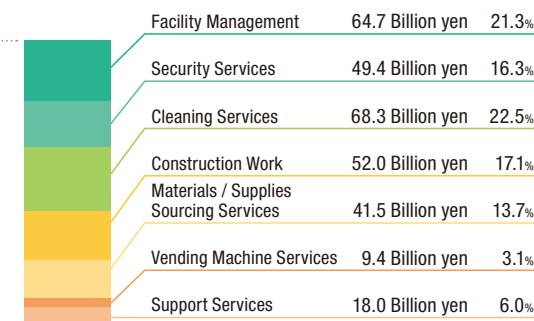 Facility Management 64.7 Billion yen 21.3%
Security Services 49.4 Billion yen 16.3%
Cleaning Services 68.3 Billion yen 22.5%
Construction Work 52.0 Billion yen 17.1%
Materials / Supplies
Sourcing Services 41.5 Billion yen 13.7%
Vending Machine Services 9.4 Billion yen 3.1%
Support Services 18.0 Billion yen 6.0%